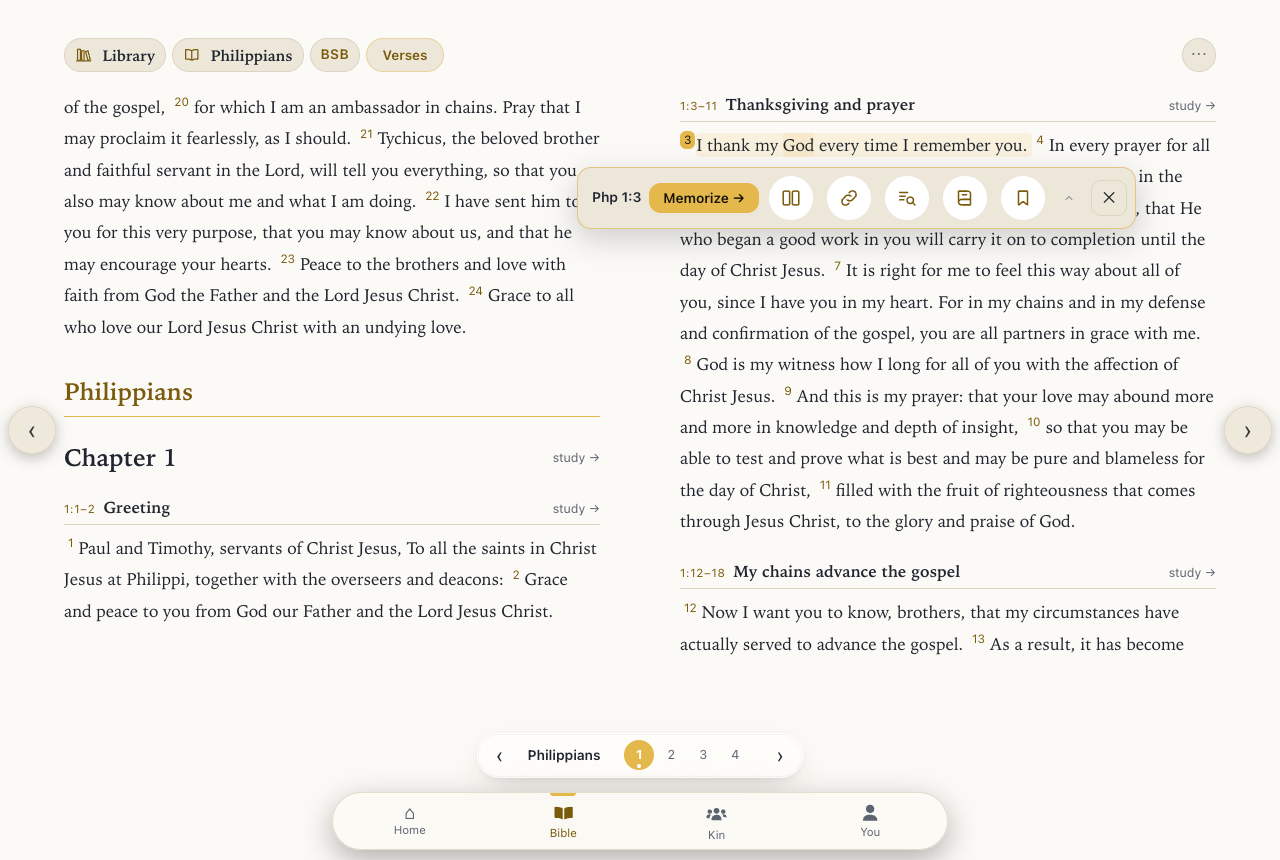 Library Philippians BSB Verses ...
of the gospel, 20 for which I am an ambassador in chains. Pray that I
may proclaim it fearlessly, as I should. 21 Tychicus, the beloved brother
and faithful servant in the Lord, will tell you everything, so that you
also may know about me and what I am doing. 22 I have sent him to
you for this very purpose, that you may know about us, and that he
may encourage your hearts. 23 Peace to the brothers and love with
faith from God the Father and the Lord Jesus Christ. 24 Grace to all
who love our Lord Jesus Christ with an undying love.
Philippians
Chapter 1 study →
1:1–2 Greeting study →
1 Paul and Timothy, servants of Christ Jesus, To all the saints in Christ
Jesus at Philippi, together with the overseers and deacons: 2 Grace
and peace to you from God our Father and the Lord Jesus Christ.
1:3–11 Thanksgiving and prayer study →
3 I thank my God every time I remember you. 4 In every prayer for all
Php 1:3 Memorize →
in the
, that He
who began a good work in you will carry it on to completion until the
day of Christ Jesus. 7 It is right for me to feel this way about all of
you, since I have you in my heart. For in my chains and in my defense
and confirmation of the gospel, you are all partners in grace with me.
8 God is my witness how I long for all of you with the affection of
Christ Jesus. 9 And this is my prayer: that your love may abound more
and more in knowledge and depth of insight, 10 so that you may be
able to test and prove what is best and may be pure and blameless for
the day of Christ, 11 filled with the fruit of righteousness that comes
through Jesus Christ, to the glory and praise of God.
1:12–18 My chains advance the gospel study →
12 Now I want you to know, brothers, that my circumstances have
actually served to advance the gospel. 13 As a result, it has become
‹ Philippians 1 2 3 4 ›
Home Bible Kin You